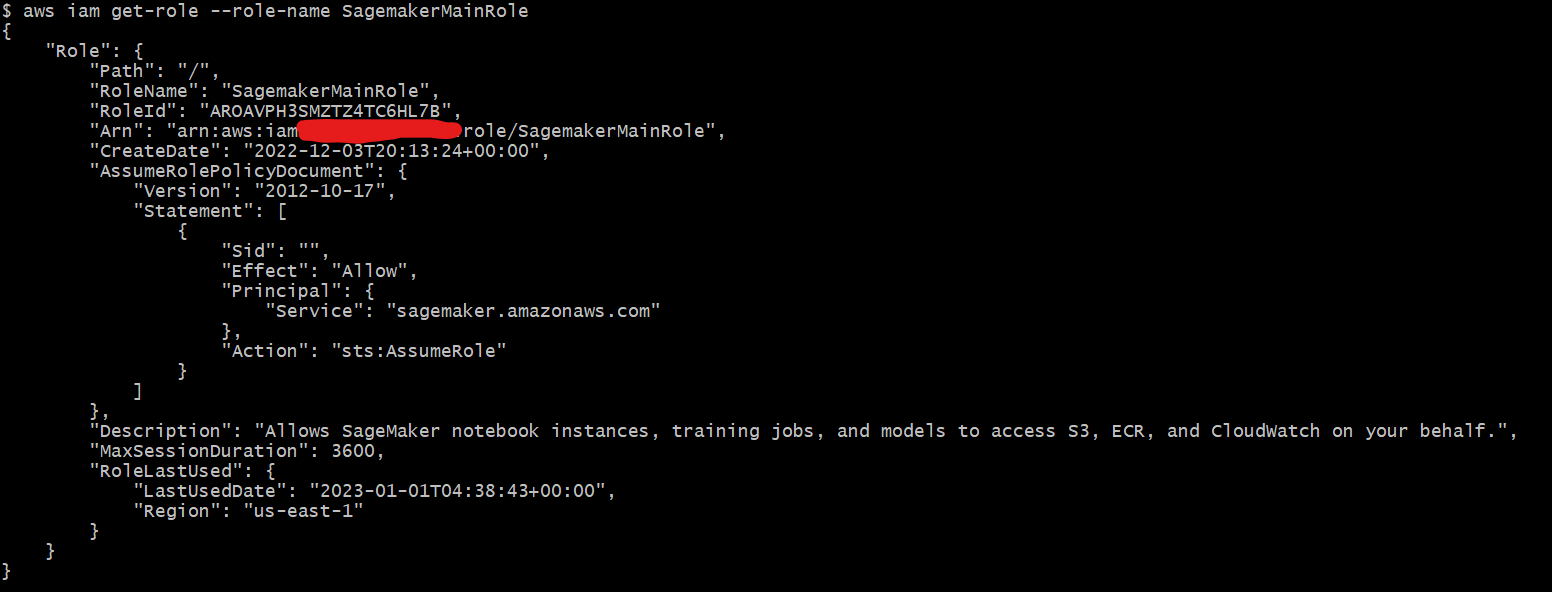 $ aws iam get-role --role-name SagemakerMainRole
{
    "Role": {
        "Path": "/",
        "RoleName": "SagemakerMainRole",
        "RoleId": "AROAVPH3SMZTZ4TC6HL7B",
        "Arn": "arn:aws:iam role/SagemakerMainRole",
        "CreateDate": "2022-12-03T20:13:24+00:00",
        "AssumeRolePolicyDocument": {
            "Version": "2012-10-17",
            "Statement": [
                {
                    "Sid": "",
                    "Effect": "Allow",
                    "Principal": {
                        "Service": "sagemaker.amazonaws.com"
                    },
                    "Action": "sts:AssumeRole"
                }
            ]
        },
        "Description": "Allows SageMaker notebook instances, training jobs, and models to access S3, ECR, and CloudWatch on your behalf.",
        "MaxSessionDuration": 3600,
        "RoleLastUsed": {
            "LastUsedDate": "2023-01-01T04:38:43+00:00",
            "Region": "us-east-1"
        }
    }
}